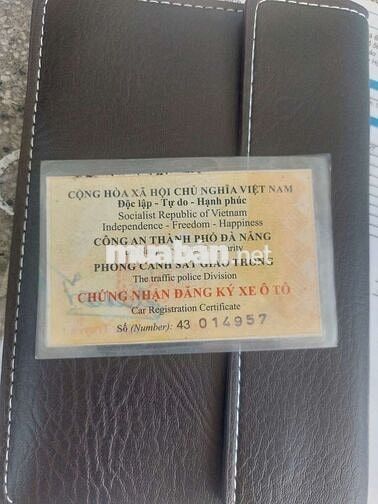 CỘNG HÒA XÃ HỘI CHỦ NGHĨA VIỆT NAM
Độc lập - Tự do - Hạnh phúc
Socialist Republic of Vietnam
Independence - Freedom - Happiness
CÔNG AN THÀNH PHỐ ĐÀ NẴNG
muaban.net
PHÒNG CẢNH SÁT GIAO THÔNG
The traffic police Division
CHỨNG NHẬN ĐĂNG KÝ XE Ô TÔ
Car Registration Certificate
Số (Number): 43 014957